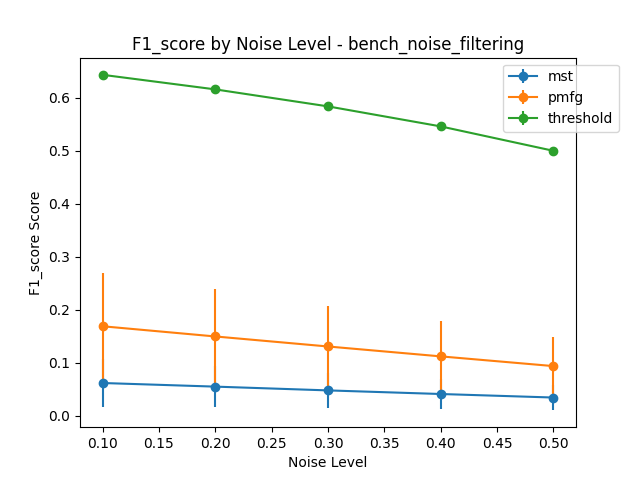 F1_score by Noise Level - bench_noise_filtering
mst
pmfg
threshold
F1_score Score
0.6
0.5
0.4
0.3
0.2
0.1
0.0
0.10 0.15 0.20 0.25 0.30 0.35 0.40 0.45 0.50
Noise Level